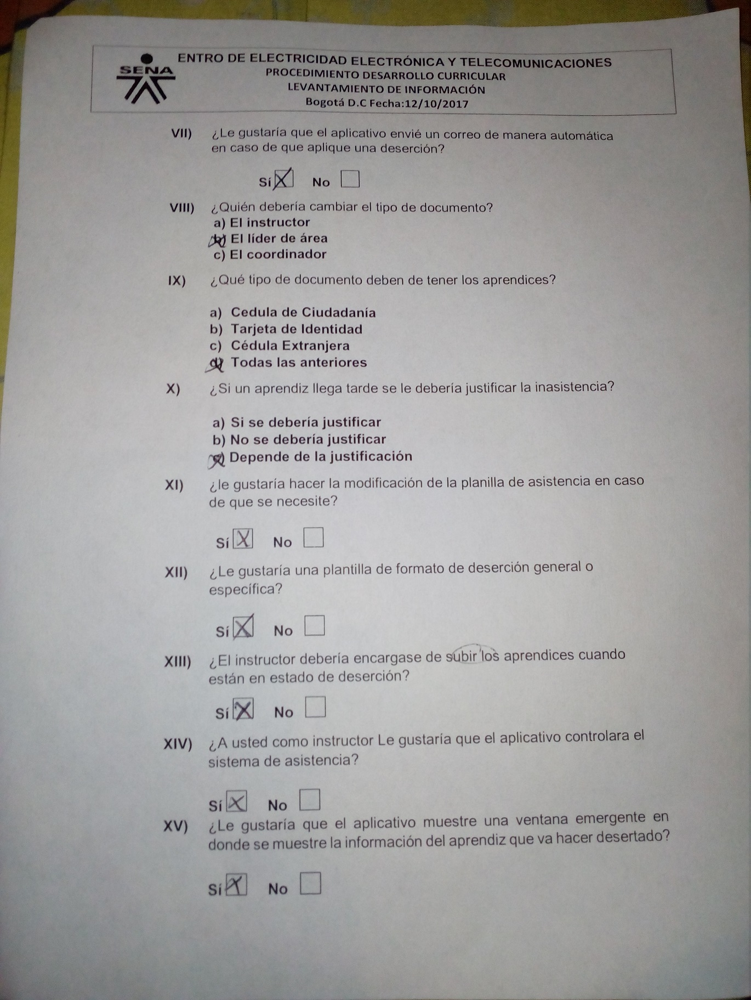 SENA
ENTRO DE ELECTRICIDAD ELECTRÓNICA Y TELECOMUNICACIONES
PROCEDIMIENTO DESARROLLO CURRICULAR
LEVANTAMIENTO DE INFORMACIÓN
Bogotá D.C Fecha:12/10/2017
VII) ¿Le gustaría que el aplicativo envié un correo de manera automática
en caso de que aplique una deserción?
Sí X No
VIII) ¿Quién debería cambiar el tipo de documento?
a) El instructor
b) El líder de área
c) El coordinador
IX) ¿Qué tipo de documento deben de tener los aprendices?
a) Cedula de Ciudadanía
b) Tarjeta de Identidad
c) Cédula Extranjera
d) Todas las anteriores
X) ¿Si un aprendiz llega tarde se le debería justificar la inasistencia?
a) Si se debería justificar
b) No se debería justificar
c) Depende de la justificación
XI) ¿le gustaría hacer la modificación de la planilla de asistencia en caso
de que se necesite?
Sí X No
XII) ¿Le gustaría una plantilla de formato de deserción general o
específica?
Sí X No
XIII) ¿El instructor debería encargase de subir los aprendices cuando
están en estado de deserción?
Sí X No
XIV) ¿A usted como instructor Le gustaría que el aplicativo controlara el
sistema de asistencia?
Sí X No
XV) ¿Le gustaría que el aplicativo muestre una ventana emergente en
donde se muestre la información del aprendiz que va hacer desertado?
Sí X No